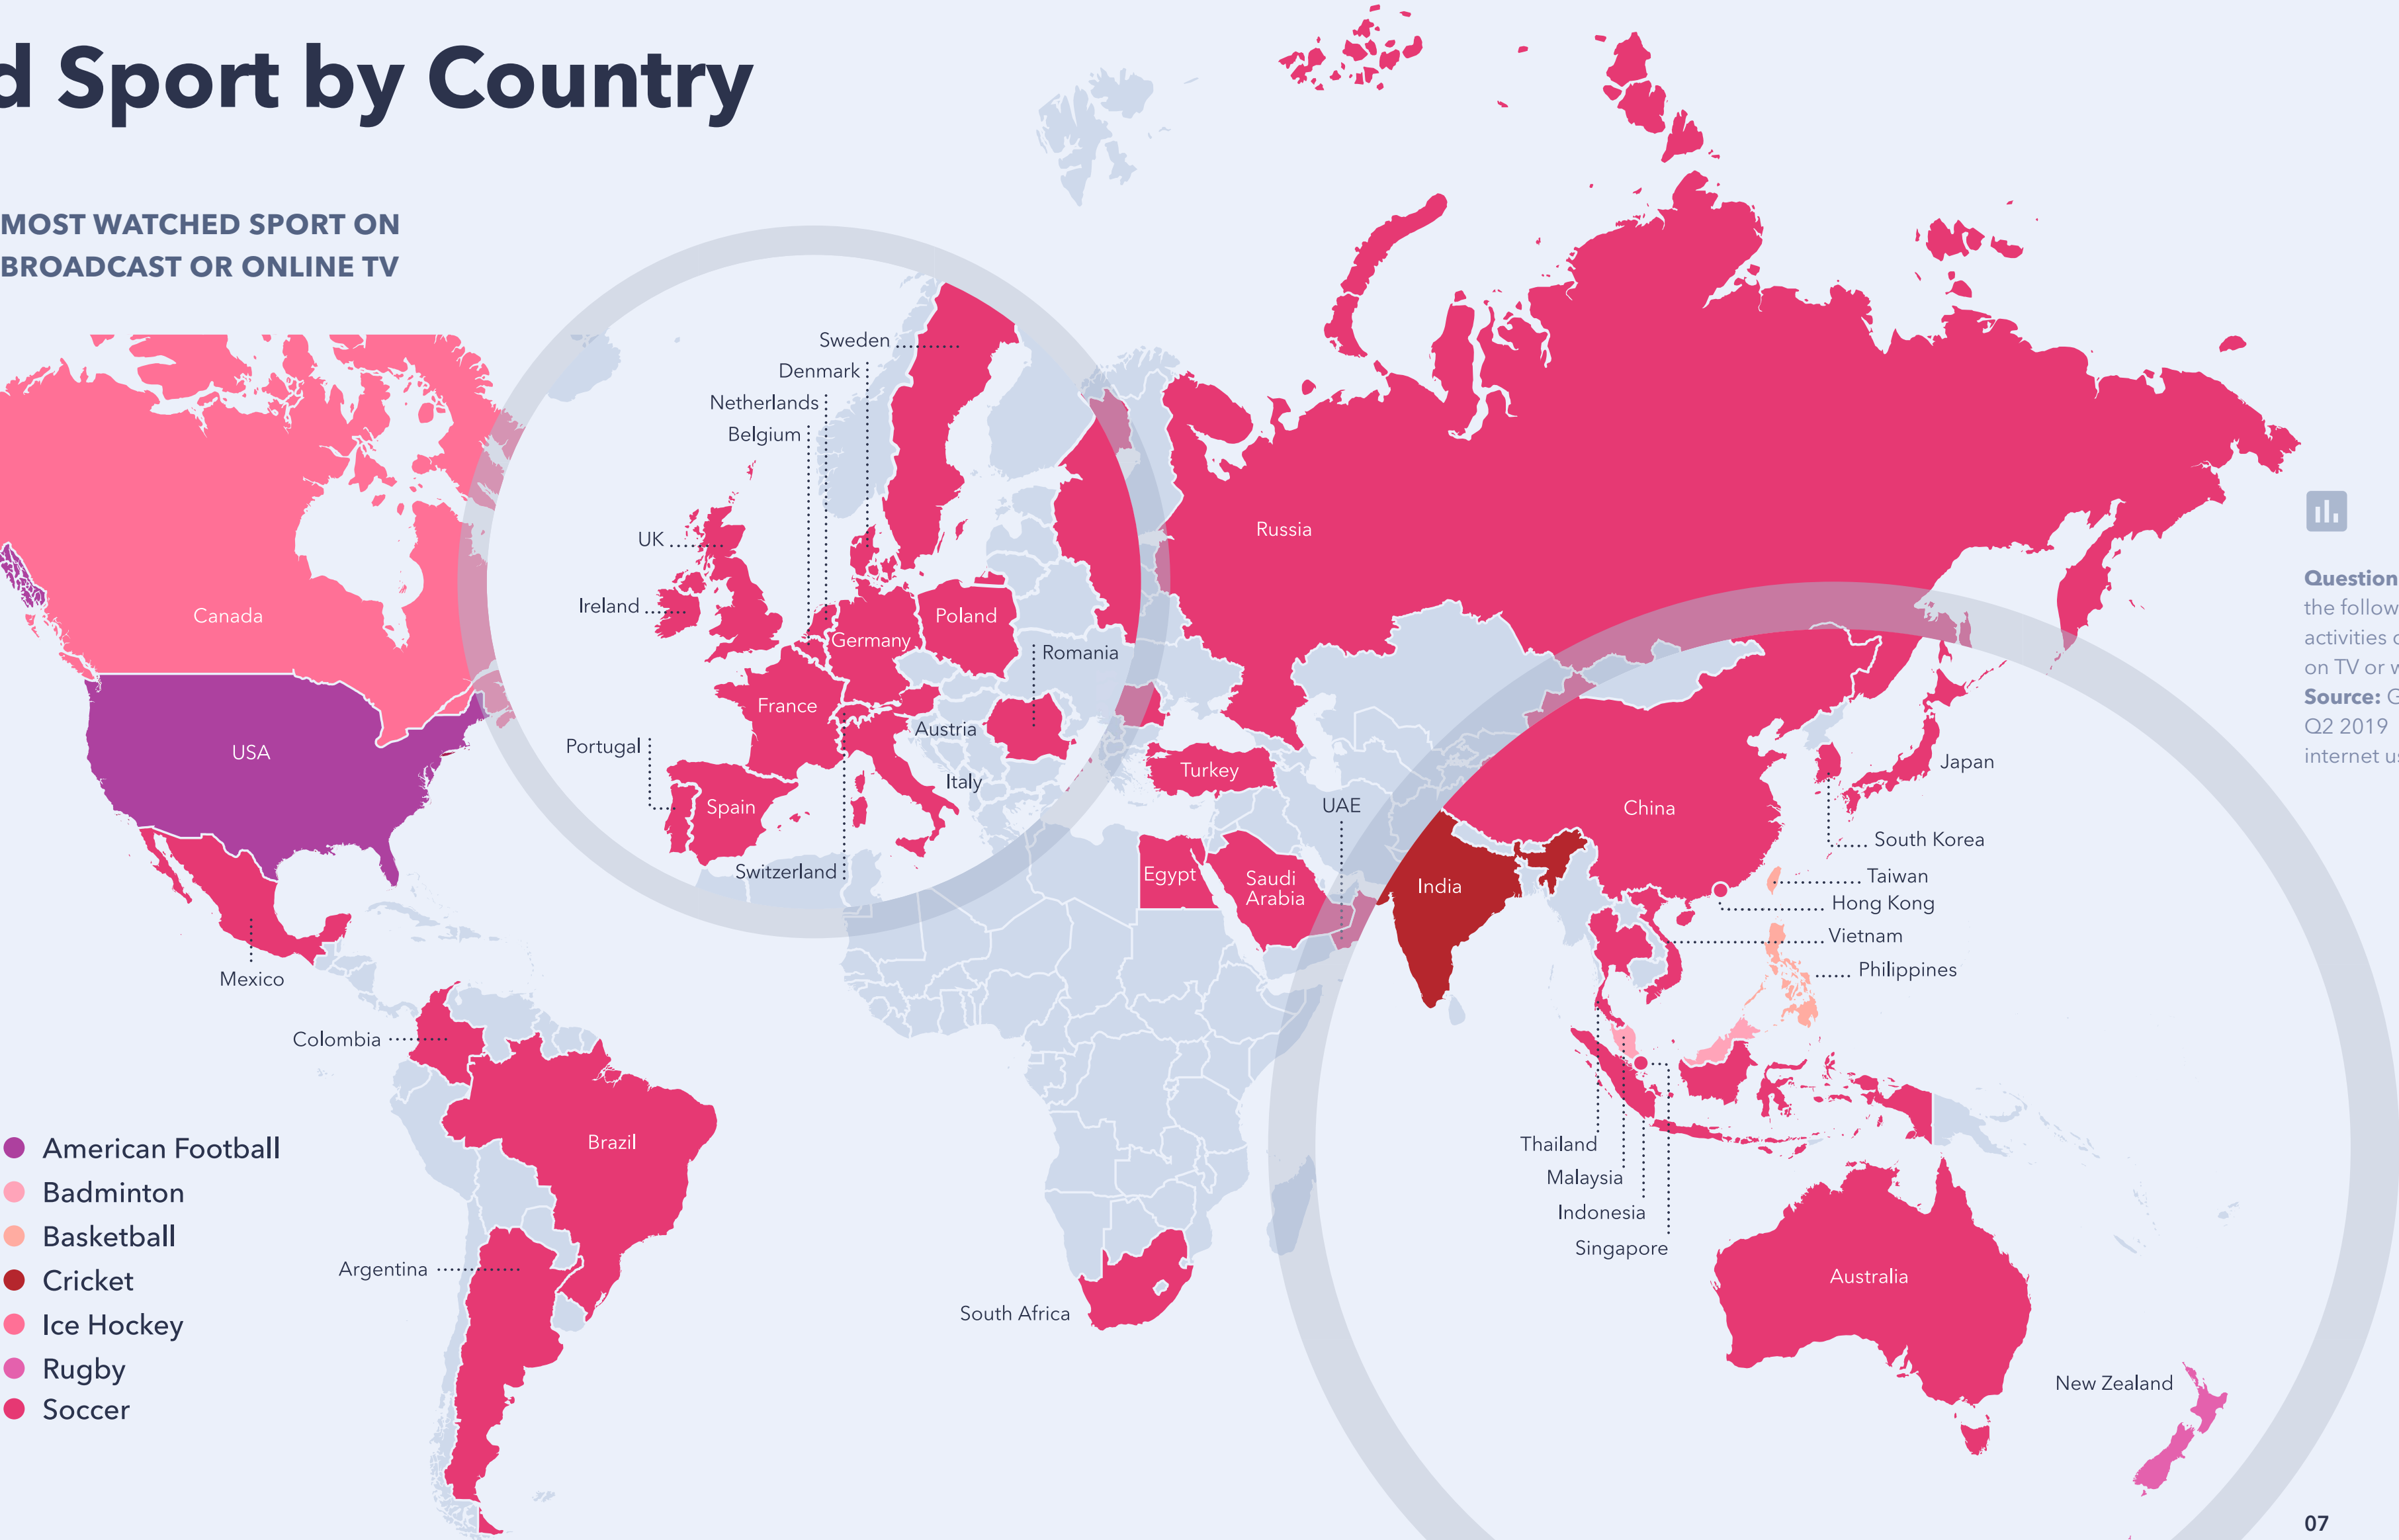 d Sport by Country
MOST WATCHED SPORT ON
BROADCAST OR ONLINE TV
Sweden
Denmark
Netherlands
Belgium
UK
Ireland
Germany
Poland
Romania
France
Austria
Portugal
Spain
Italy
Switzerland
Canada
USA
Mexico
Colombia
Brazil
Argentina
Russia
Turkey
UAE
Egypt
Saudi
Arabia
South Africa
India
China
Japan
South Korea
Taiwan
Hong Kong
Vietnam
Philippines
Thailand
Malaysia
Indonesia
Singapore
Australia
New Zealand
American Football
Badminton
Basketball
Cricket
Ice Hockey
Rugby
Soccer
Question
the follow
activities
on TV or w
Source: G
Q2 2019
internet us
07